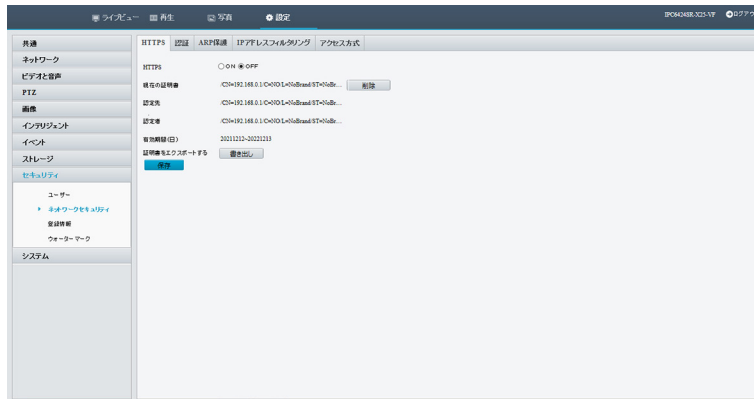 ライブビュー 再生 写真 設定 IPC6424SR-X25-VF ログアウ
共通
ネットワーク
ビデオと音声
PTZ
画像
インテリジェント
イベント
ストレージ
セキュリティ
ユーザー
ネットワークセキュリティ
登録情報
ウォーターマーク
システム
HTTPS 認証 ARP保護 IPアドレスフィルタリング アクセス方式
HTTPS ON OFF
現在の証明書 /CN=192.168.0.1/C=NO/L=NoBrand/ST=NoBr... 削除
認定先 /CN=192.168.0.1/C=NO/L=NoBrand/ST=NoBr...
認定者 /CN=192.168.0.1/C=NO/L=NoBrand/ST=NoBr...
有効期限(日) 20211212~20221213
証明書をエクスポートする 書き出し
保存